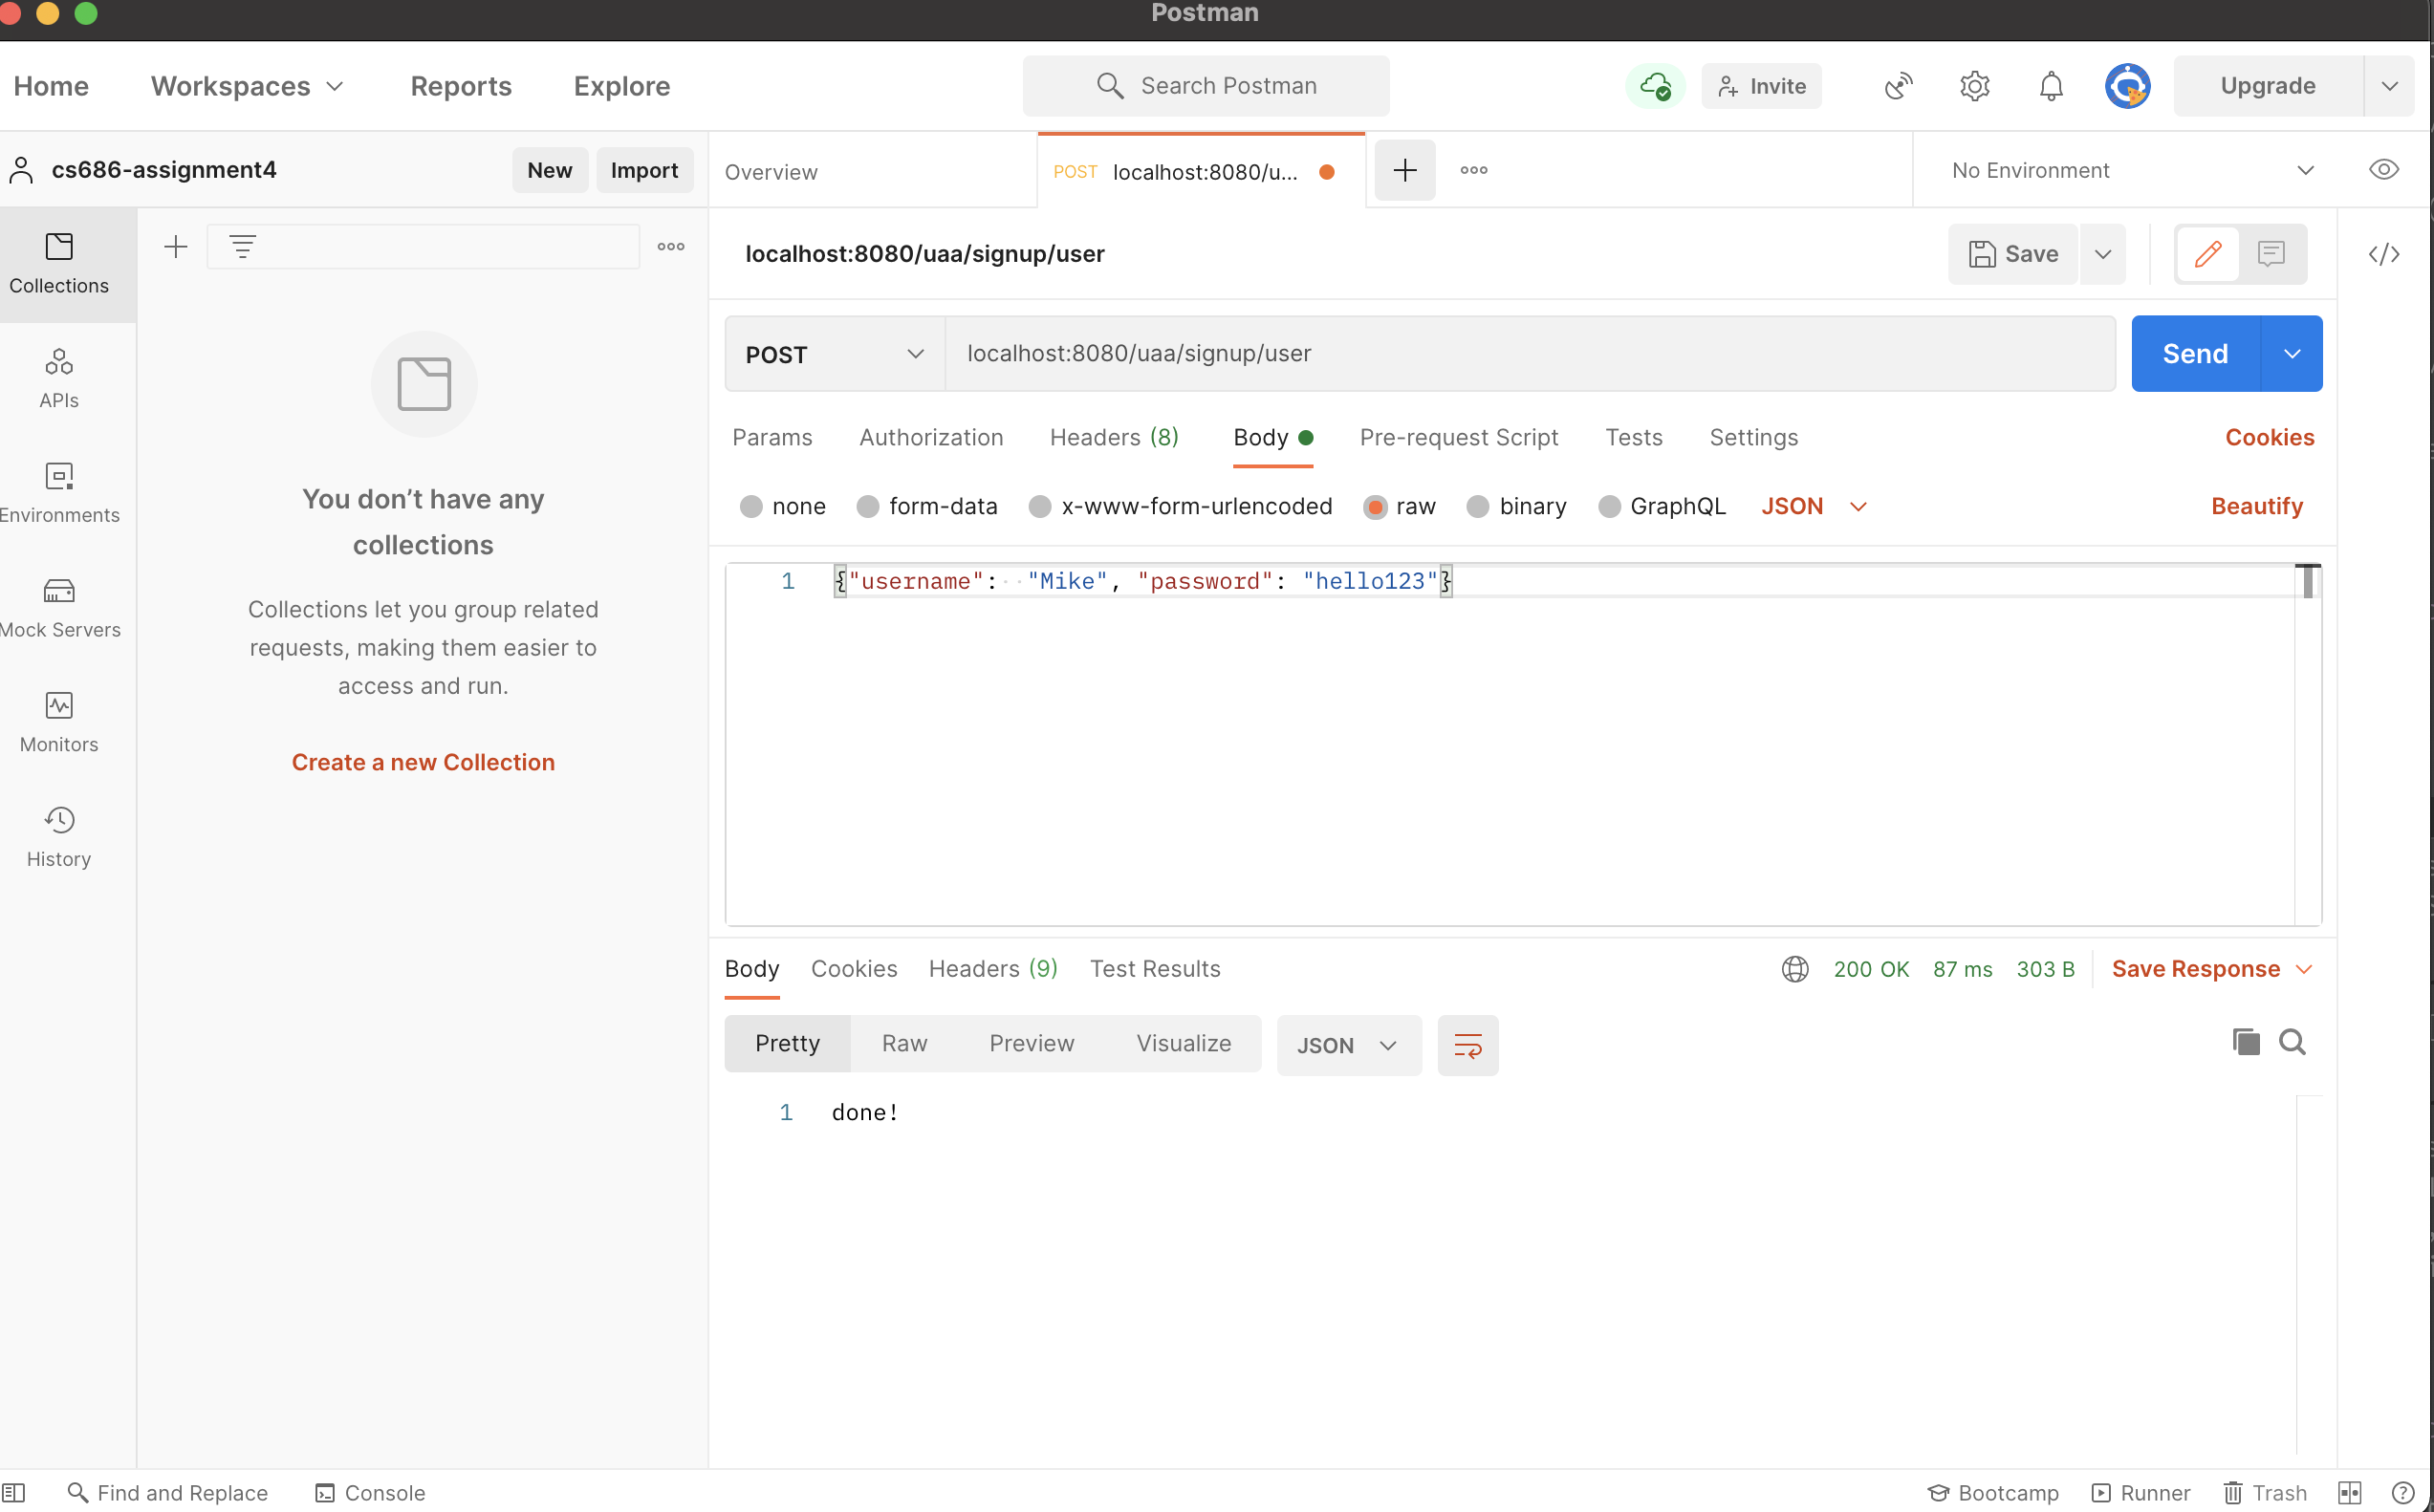 Postman
Home Workspaces Reports Explore Search Postman Invite Upgrade
cs686-assignment4 New Import Overview POST localhost:8080/u... No Environment
Collections
APIs
Environments
Mock Servers
Monitors
History
You don’t have any
collections
Collections let you group related
requests, making them easier to
access and run.
Create a new Collection
localhost:8080/uaa/signup/user Save
POST localhost:8080/uaa/signup/user Send
Params Authorization Headers (8) Body Pre-request Script Tests Settings Cookies
none form-data x-www-form-urlencoded raw binary GraphQL JSON Beautify
1 {"username":  "Mike", "password": "hello123"}
Body Cookies Headers (9) Test Results 200 OK 87 ms 303 B Save Response
Pretty Raw Preview Visualize JSON
1 done!
Find and Replace Console Bootcamp Runner Trash